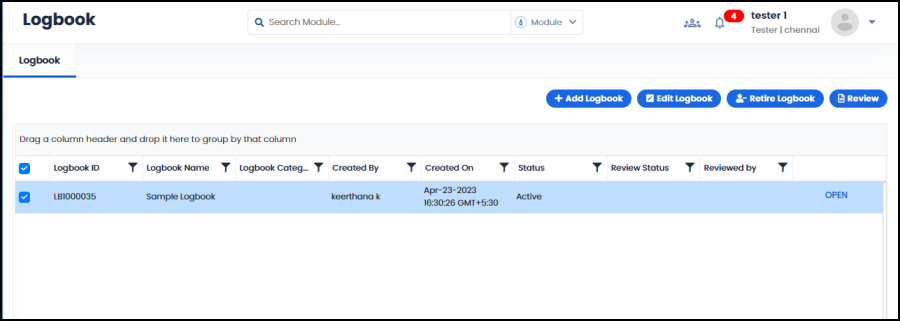 Logbook
Search Module...
Module
4
tester 1
Tester | chennai
Logbook
Add Logbook
Edit Logbook
Retire Logbook
Review
Drag a column header and drop it here to group by that column
Logbook ID
Logbook Name
Logbook Categ...
Created By
Created On
Status
Review Status
Reviewed by
LB1000035
Sample Logbook
keerthana k
Apr-23-2023
16:30:26 GMT+5:30
Active
OPEN